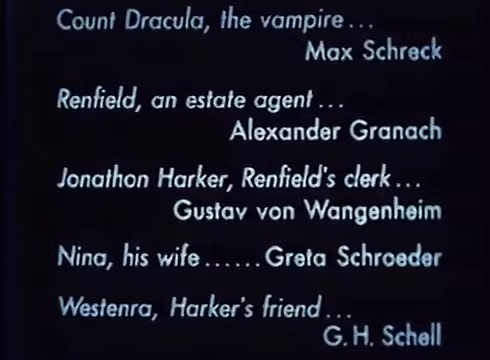 Count Dracula, the vampire...
Max Schreck
Renfield, an estate agent...
Alexander Granach
Jonathon Harker, Renfield's clerk...
Gustav von Wangenheim
Nina, his wife......Greta Schroeder
Westenra, Harker's friend...
G.H. Schell